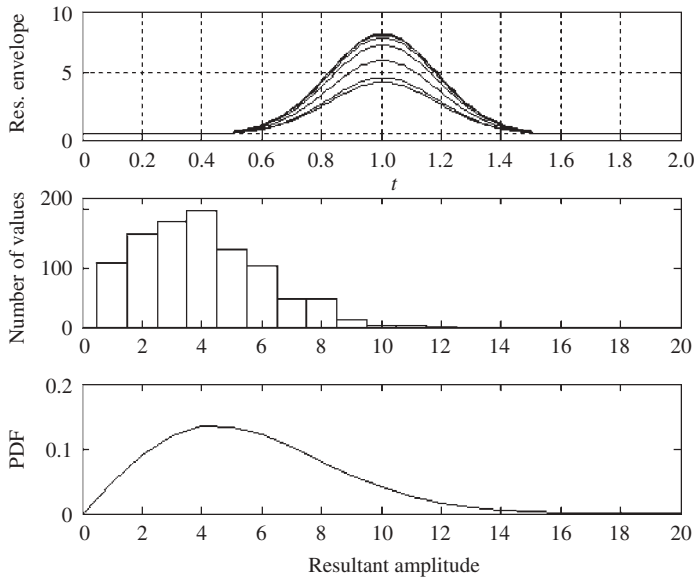 Res. envelope
10
5
0
0 0.2 0.4 0.6 0.8 1.0 1.2 1.4 1.6 1.8 2.0
t
Number of values
200
100
0
0 2 4 6 8 10 12 14 16 18 20
PDF
0.2
0.1
0
0 2 4 6 8 10 12 14 16 18 20
Resultant amplitude